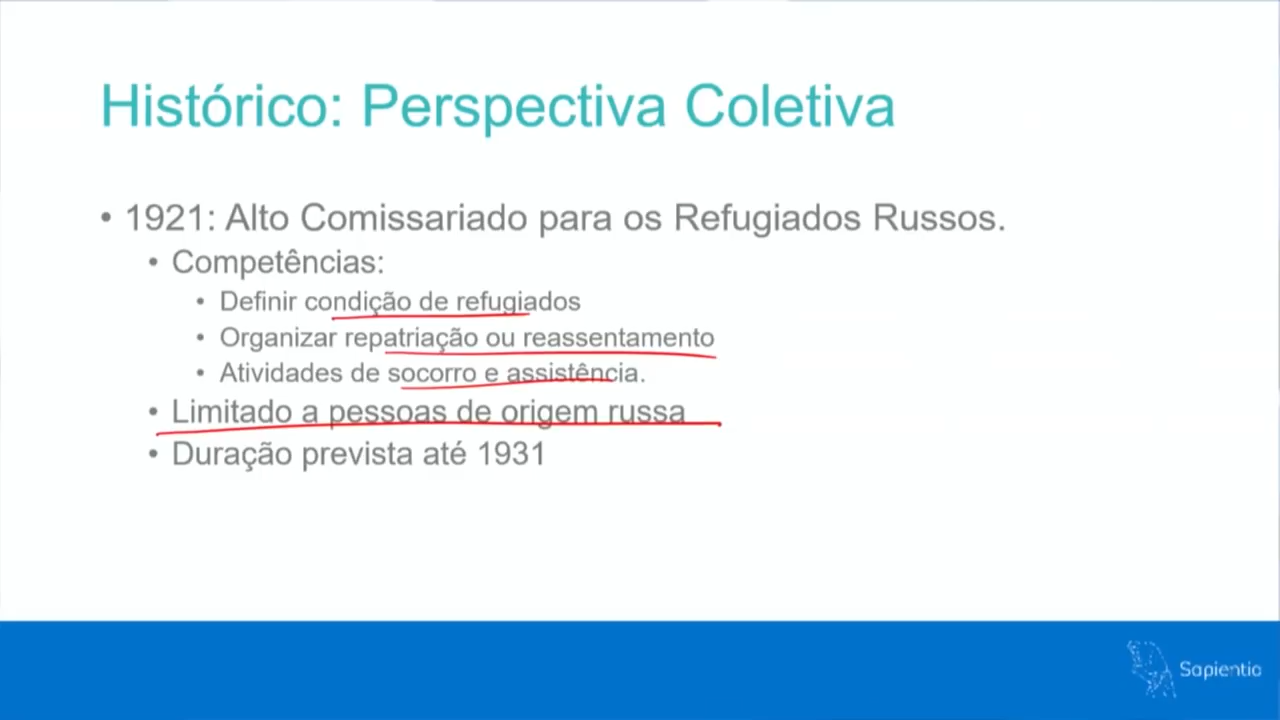 Histórico: Perspectiva Coletiva
• 1921: Alto Comissariado para os Refugiados Russos.
• Competências:
• Definir condição de refugiados
• Organizar repatriação ou reassentamento
• Atividades de socorro e assistência.
• Limitado a pessoas de origem russa
• Duração prevista até 1931
Sapientia